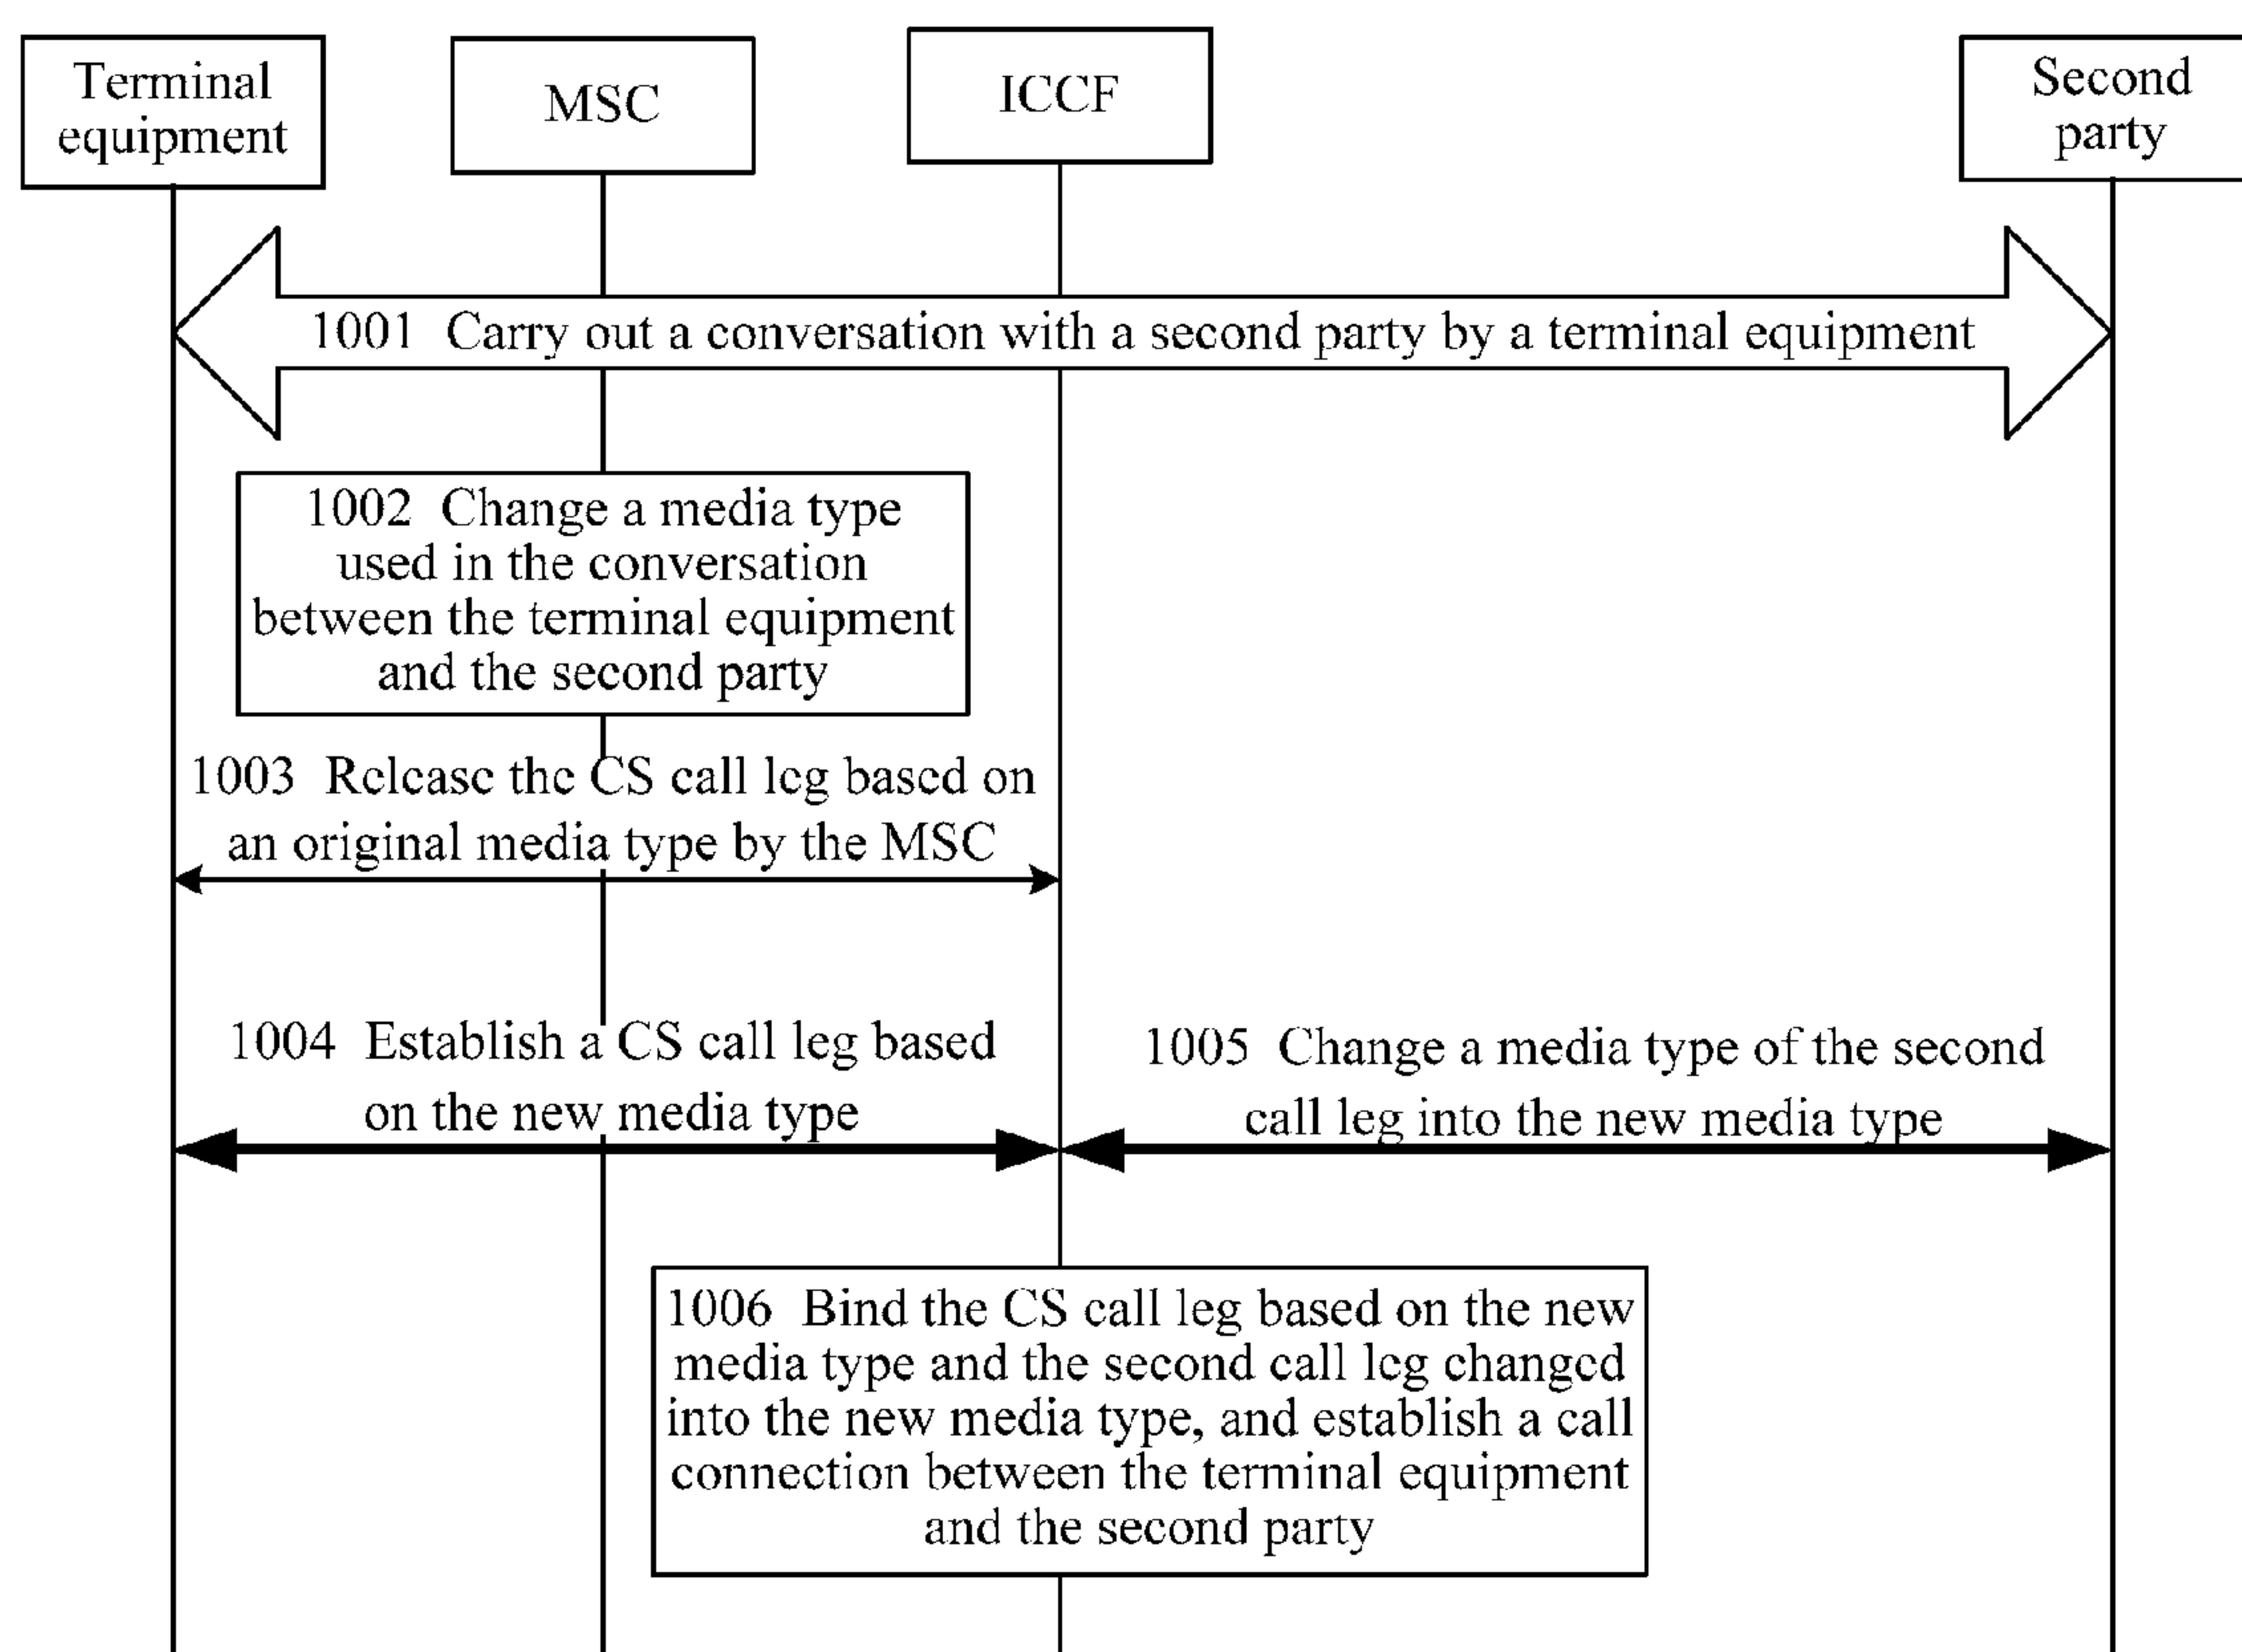 Terminal
equipment
MSC
ICCF
Second
party
1001 Carry out a conversation with a second party by a terminal equipment
1002 Change a media type
used in the conversation
between the terminal equipment
and the second party
1003 Release the CS call leg based on
an original media type by the MSC
1004 Establish a CS call leg based
on the new media type
1005 Change a media type of the second
call leg into the new media type
1006 Bind the CS call leg based on the new
media type and the second call leg changed
into the new media type, and establish a call
connection between the terminal equipment
and the second party